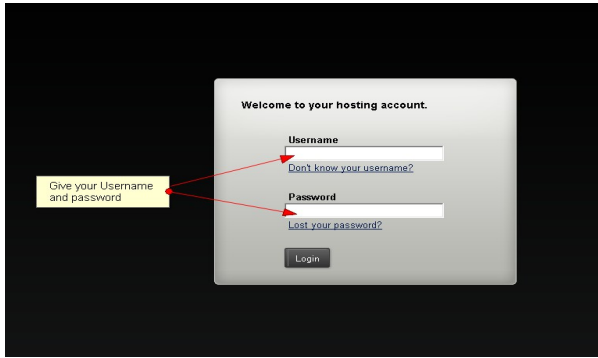 Welcome to your hosting account.
Username
Don't know your username?
Give your Username
and password
Password
Lost your password?
Login